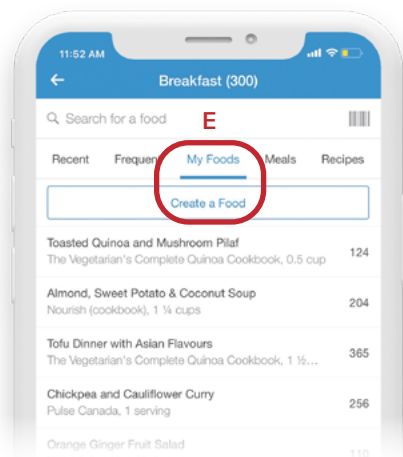 11:52 AM
Breakfast (300)
Search for a food
E
Recent Frequen My Foods Meals Recipes
Create a Food
Toasted Quinoa and Mushroom Pilaf
The Vegetarian's Complete Quinoa Cookbook, 0.5 cup 124
Almond, Sweet Potato & Coconut Soup
Nourish (cookbook), 1 ¼ cups 204
Tofu Dinner with Asian Flavours
The Vegetarian's Complete Quinoa Cookbook, 1 ½... 365
Chickpea and Cauliflower Curry
Pulse Canada, 1 serving 256
Orange Ginger Fruit Salad
110